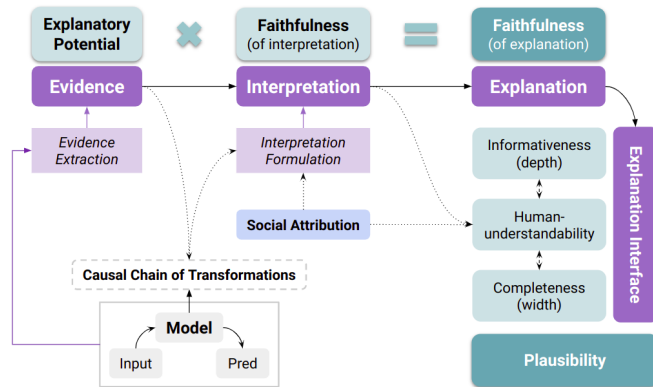 Explanatory
Potential
Faithfulness
(of interpretation)
Faithfulness
(of explanation)
Evidence
Interpretation
Explanation
Evidence
Extraction
Interpretation
Formulation
Informativeness
(depth)
Explanation Interface
Social Attribution
Human-
understandability
Causal Chain of Transformations
Completeness
(width)
Model
Input
Pred
Plausibility